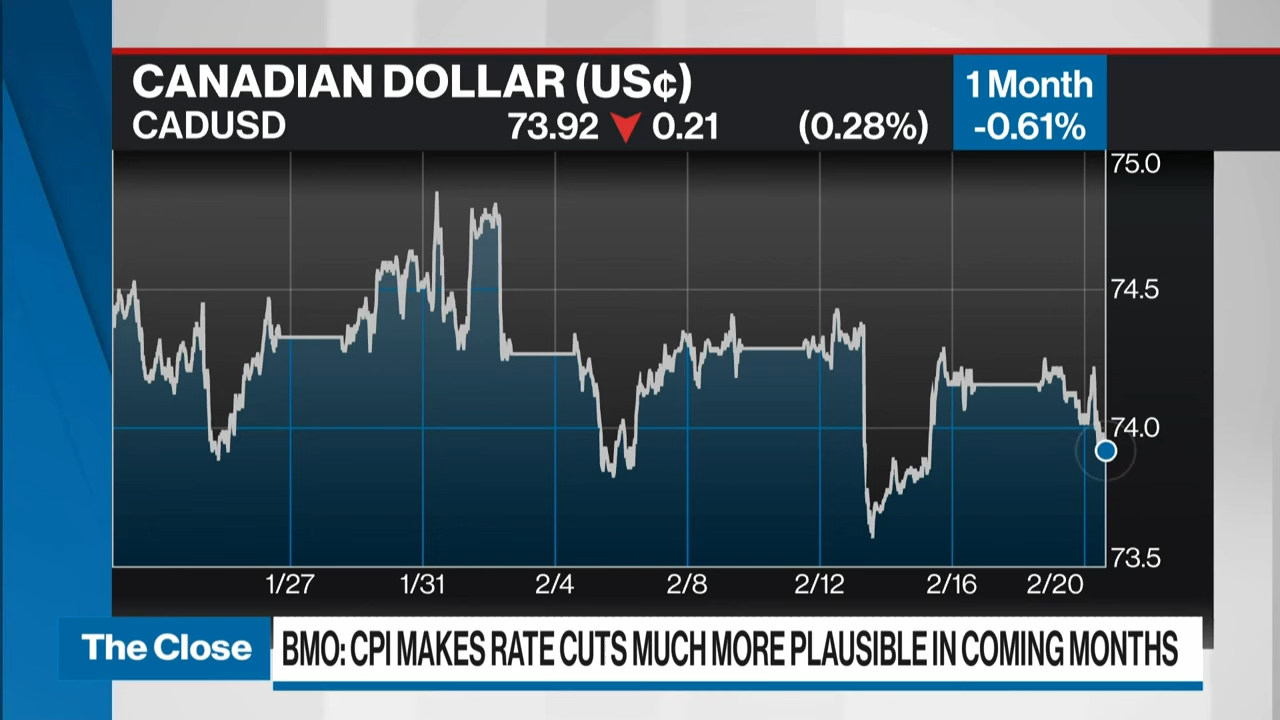 CANADIAN DOLLAR (US¢)
CADUSD 73.92 ▼ 0.21 (0.28%)
1 Month
-0.61%
75.0
74.5
74.0
73.5
1/27 1/31 2/4 2/8 2/12 2/16 2/20
The Close
BMO: CPI MAKES RATE CUTS MUCH MORE PLAUSIBLE IN COMING MONTHS